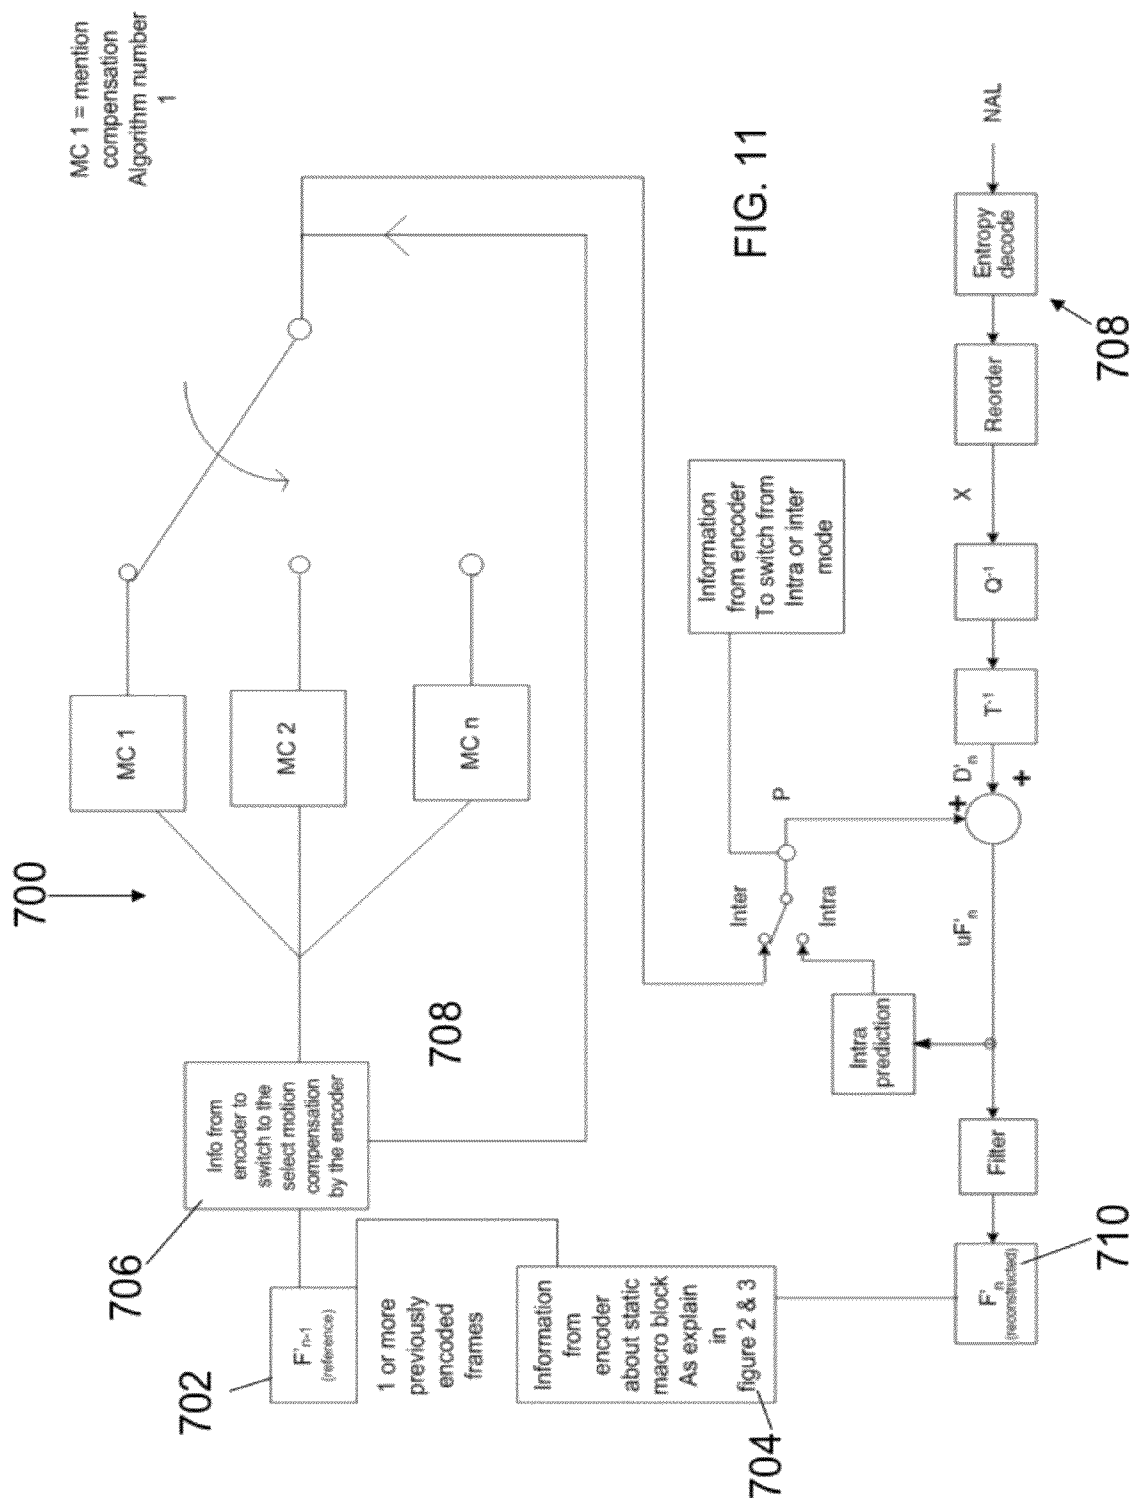 MC 1 = mention
compensation
Algorithm number
1
700
MC 1
MC 2
MC n
706
Info from
encoder to
switch to the
select motion
compensation
by the encoder
708
702
F'n-1
(reference)
1 or more
previously
encoded
frames
Information
from
encoder
about static
macro block
As explain
in
figure 2 & 3
704
Information
from encoder
To switch from
Intra or inter
mode
FIG. 11
Inter
Intra
P
Intra
prediction
F'n
(reconstructed)
710
Filter
uF'n
+
+
D'n
T-1
Q-1
X
Reorder
Entropy
decode
NAL
708